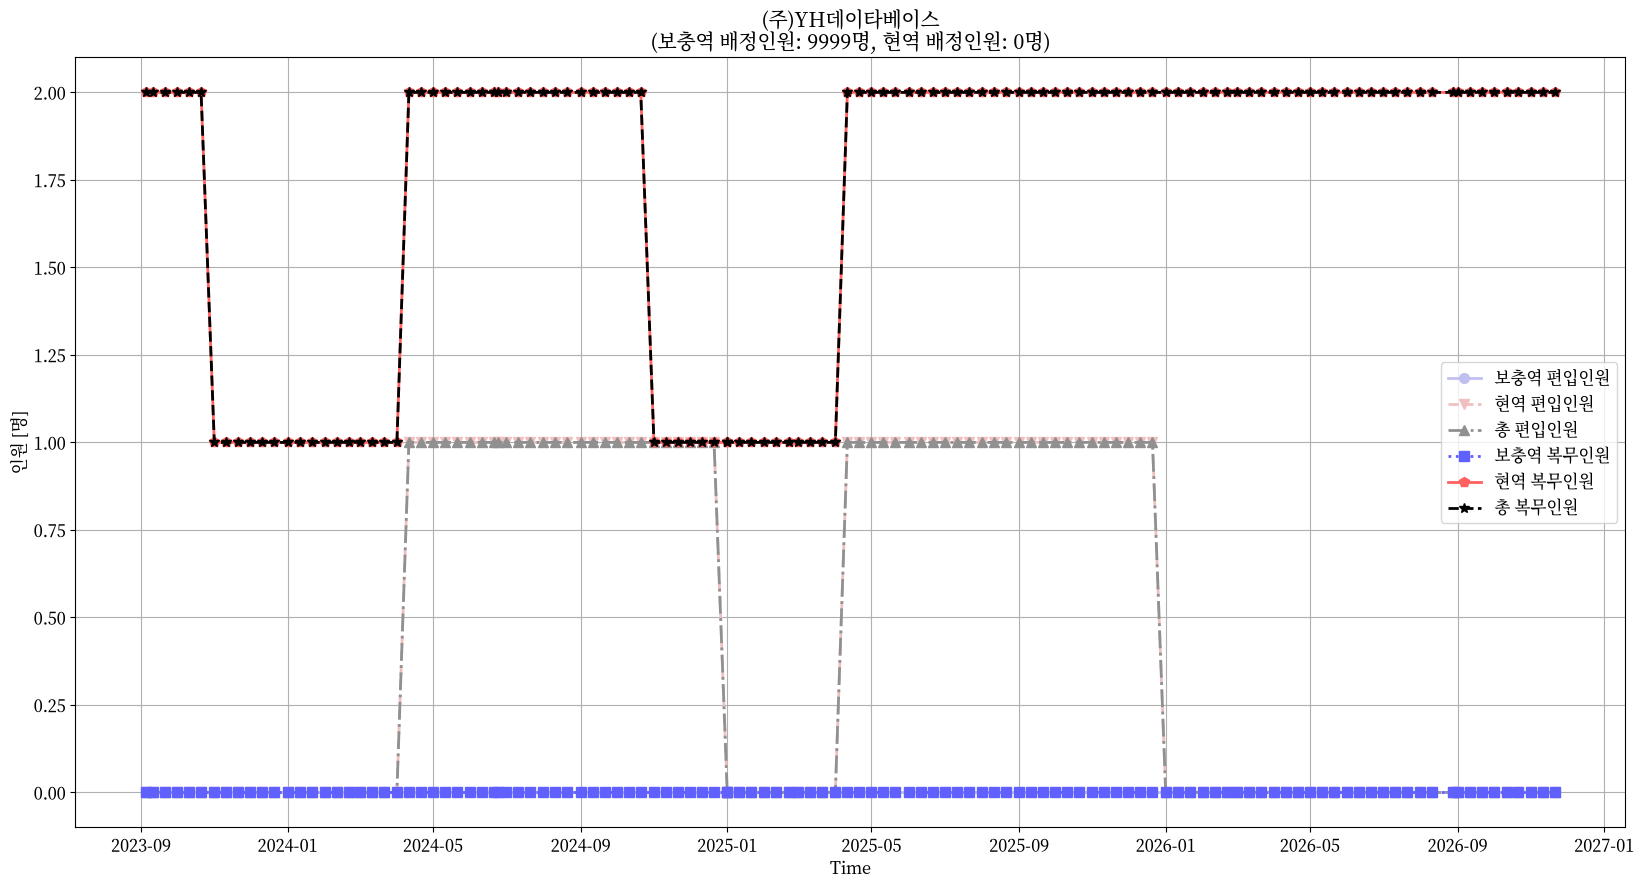 (주)YH데이타베이스
(보충역 배정인원: 9999명, 현역 배정인원: 0명)
2.00
1.75
1.50
1.25
1.00
0.75
0.50
0.25
0.00
인원 [명]
보충역 편입인원
현역 편입인원
총 편입인원
보충역 복무인원
현역 복무인원
총 복무인원
2023-09
2024-01
2024-05
2024-09
2025-01
2025-05
2025-09
2026-01
2026-05
2026-09
2027-01
Time